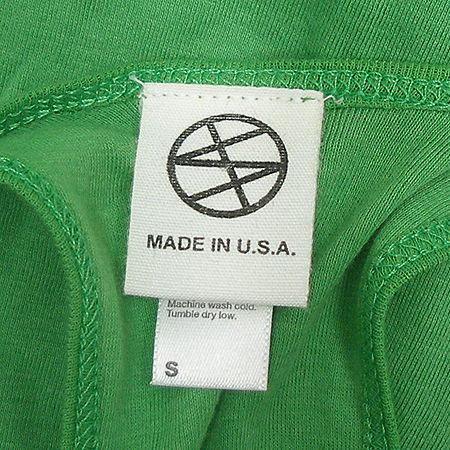 MADE IN U.S.A.
Machine wash cold.
Tumble dry low.
S